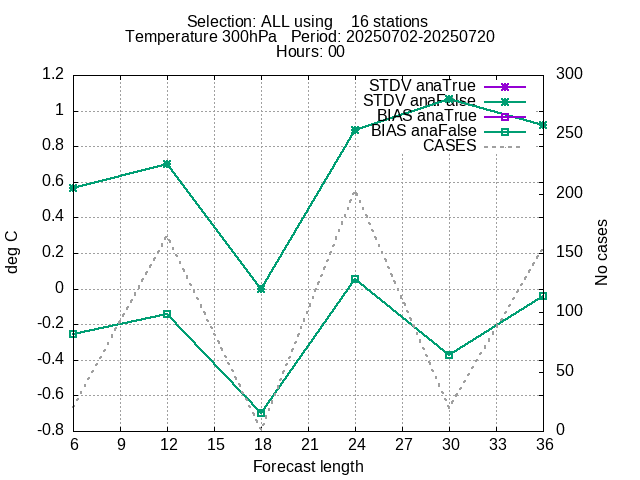 Selection: ALL using    16 stations
Temperature 300hPa   Period: 20250702-20250720
Hours: 00
STDV anaTrue
STDV anaFalse
BIAS anaTrue
BIAS anaFalse
CASES
1.2
1
0.8
0.6
0.4
0.2
0
-0.2
-0.4
-0.6
-0.8
deg C
300
250
200
150
100
50
0
No cases
6 9 12 15 18 21 24 27 30 33 36
Forecast length